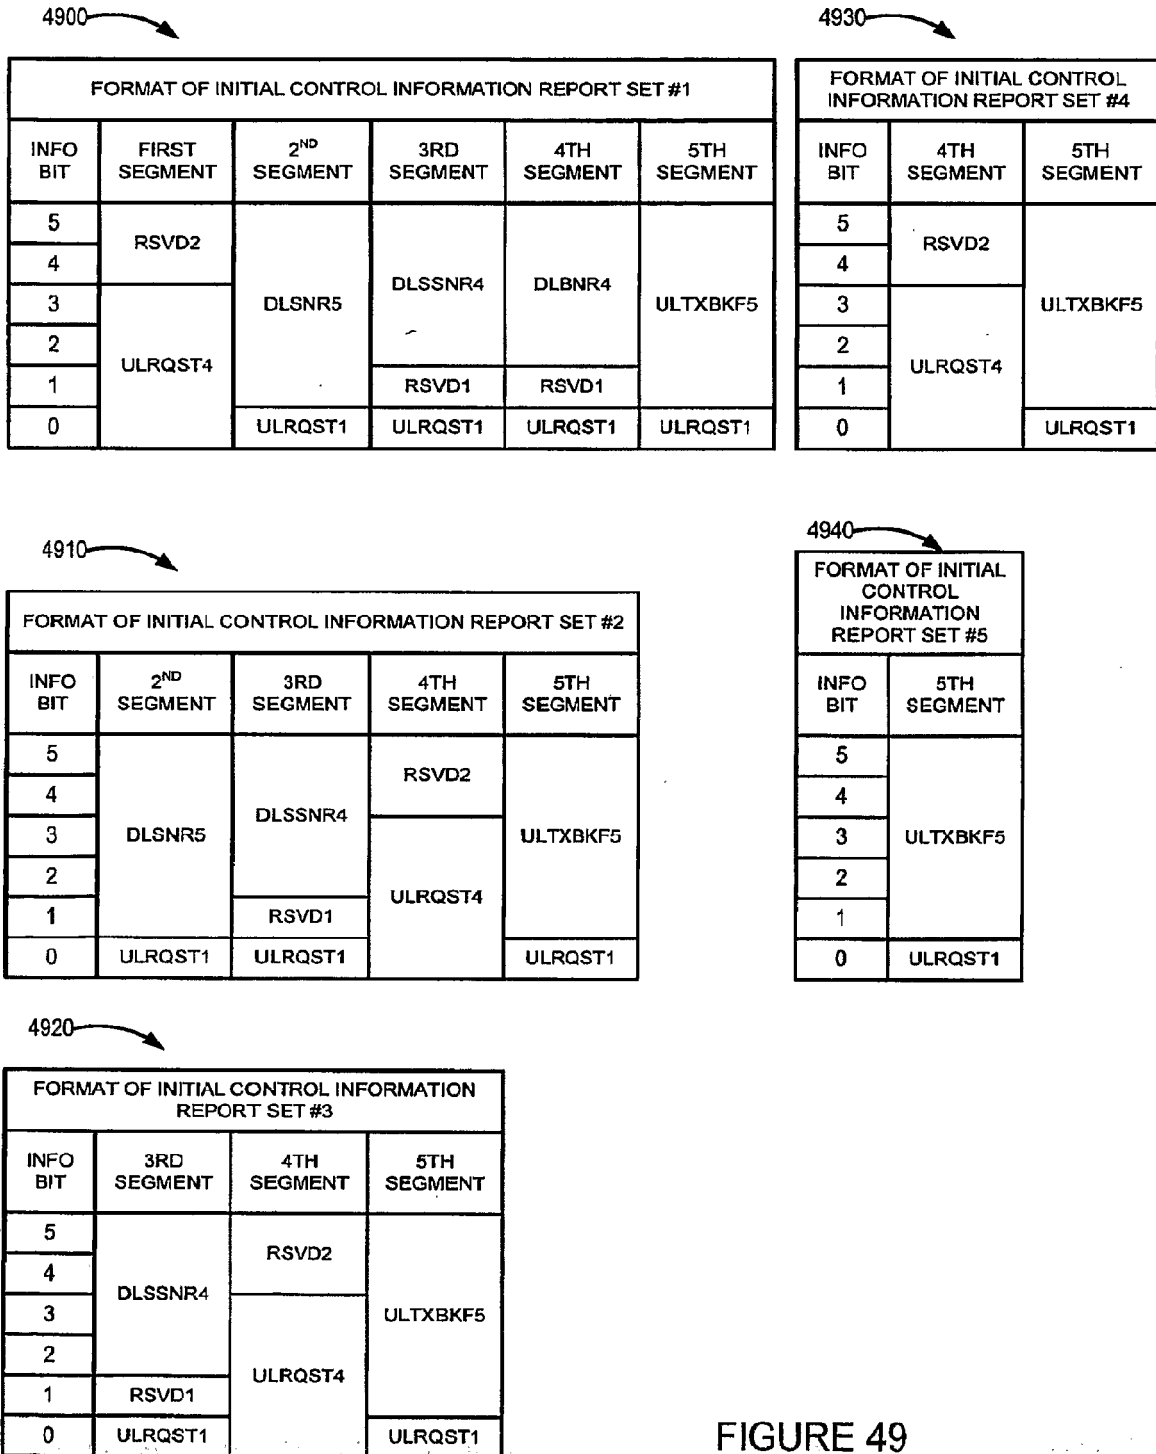 4900
FORMAT OF INITIAL CONTROL INFORMATION REPORT SET #1
INFO BIT FIRST SEGMENT 2ND SEGMENT 3RD SEGMENT 4TH SEGMENT 5TH SEGMENT
5
4
3
2
1
0
RSVD2
ULRQST4
DLSNR5
ULRQST1
DLSSNR4
RSVD1
ULRQST1
DLBNR4
RSVD1
ULRQST1
ULTXBKF5
ULRQST1
4930
FORMAT OF INITIAL CONTROL
INFORMATION REPORT SET #4
INFO BIT 4TH SEGMENT 5TH SEGMENT
5
4
3
2
1
0
RSVD2
ULRQST4
ULTXBKF5
ULRQST1
4910
FORMAT OF INITIAL CONTROL INFORMATION REPORT SET #2
INFO BIT 2ND SEGMENT 3RD SEGMENT 4TH SEGMENT 5TH SEGMENT
5
4
3
2
1
0
DLSNR5
ULRQST1
DLSSNR4
RSVD1
ULRQST1
RSVD2
ULRQST4
ULTXBKF5
ULRQST1
4940
FORMAT OF INITIAL
CONTROL
INFORMATION
REPORT SET #5
INFO BIT 5TH SEGMENT
5
4
3
2
1
0
ULTXBKF5
ULRQST1
4920
FORMAT OF INITIAL CONTROL INFORMATION
REPORT SET #3
INFO BIT 3RD SEGMENT 4TH SEGMENT 5TH SEGMENT
5
4
3
2
1
0
DLSSNR4
RSVD1
ULRQST1
RSVD2
ULRQST4
ULTXBKF5
ULRQST1
FIGURE 49